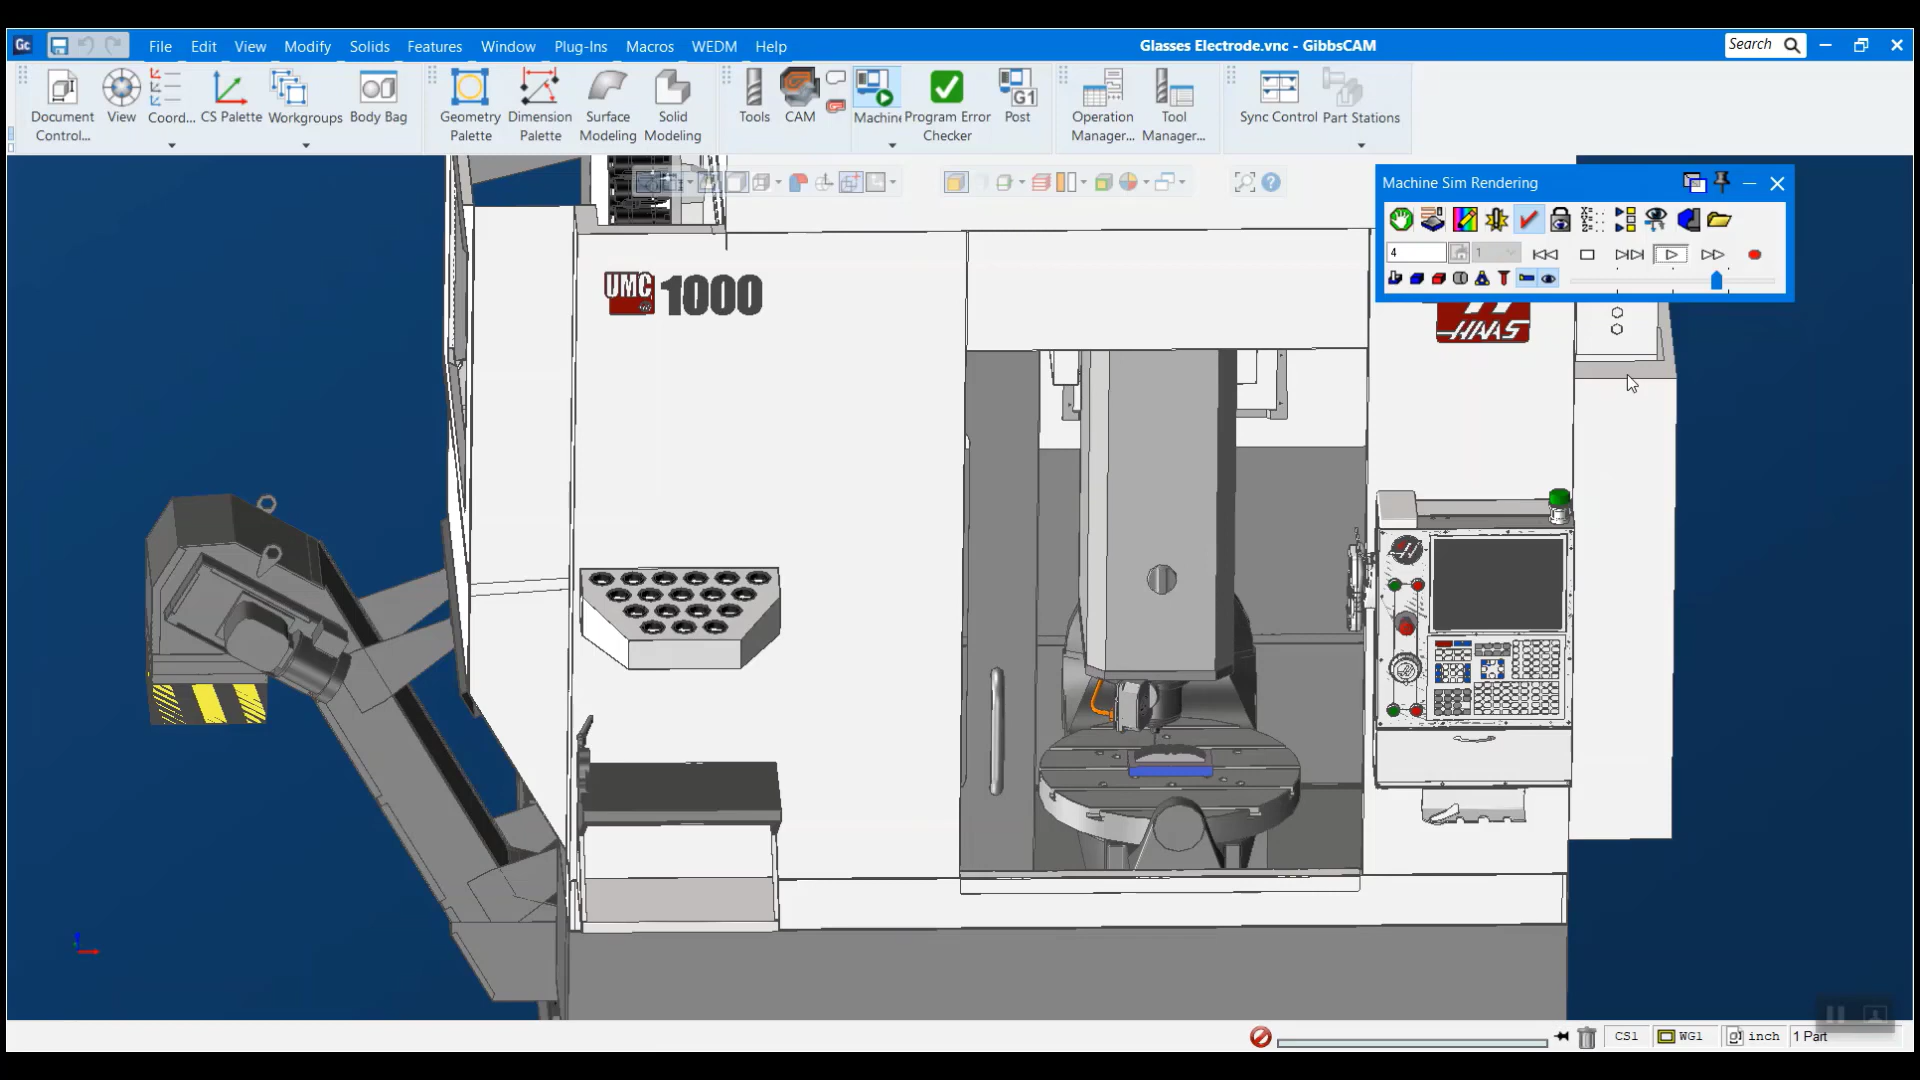 Gc File Edit View Modify Solids Features Window Plug-Ins Macros WEDM Help
Glasses Electrode.vnc - GibbsCAM
Search
Document Control...
View
Coord...
CS Palette
Workgroups
Body Bag
Geometry Palette
Dimension Palette
Surface Modeling
Solid Modeling
Tools
CAM
Machine
Program Error Checker
G1
Post
Operation Manager...
Tool Manager...
Sync Control
Part Stations
Machine Sim Rendering
4
1
UMC 1000
HAAS
CS1
WG1
inch
1 Part